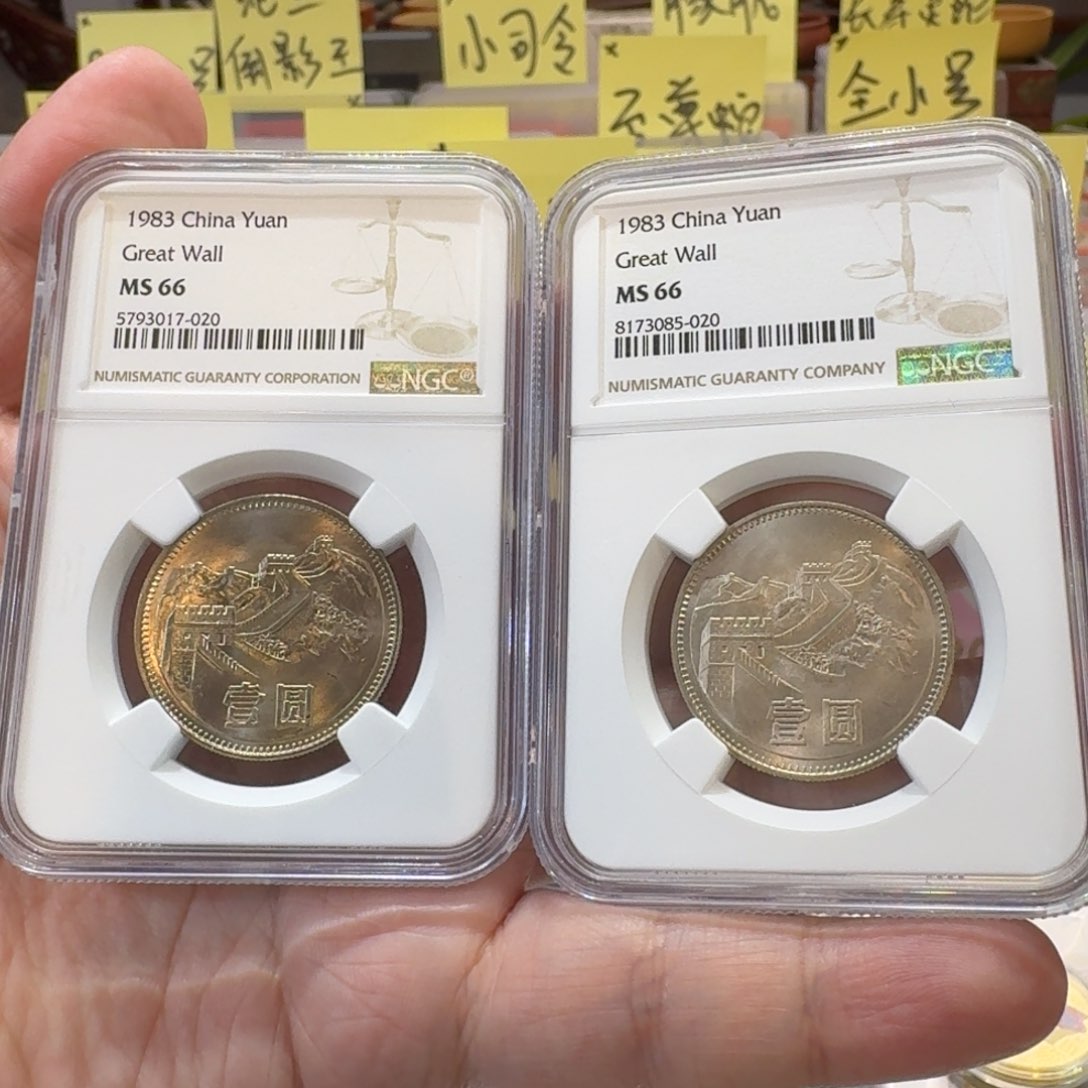 小司令
倒影王
全小号
1983 China Yuan
Great Wall
MS 66
5793017-020
NUMISMATIC GUARANTY CORPORATION
NGC®
壹圆
1983 China Yuan
Great Wall
MS 66
8173085-020
NUMISMATIC GUARANTY COMPANY
NGC
壹圆